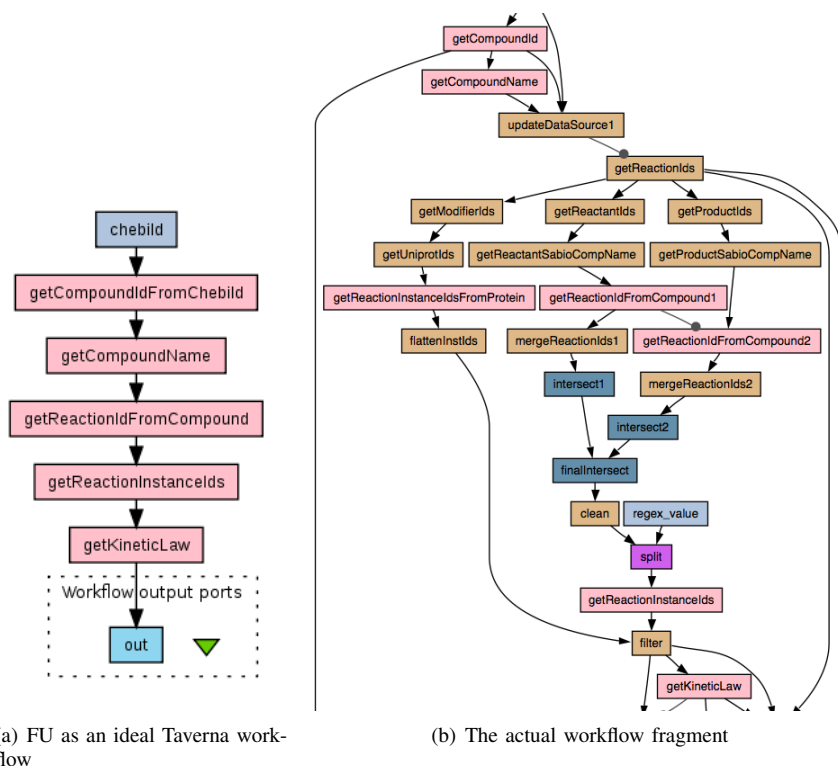 getCompoundId
getCompoundName
updateDataSource1
getReactionIds
getModifierIds
getReactantIds
getProductIds
getUniprotIds
getReactantSabioCompName
getProductSabioCompName
getReactionInstanceIdsFromProtein
getReactionIdFromCompound1
flattenInstIds
mergeReactionIds1
getReactionIdFromCompound2
intersect1
mergeReactionIds2
intersect2
finalIntersect
clean
regex_value
split
getReactionInstanceIds
filter
getKineticLaw
chebiId
getCompoundIdFromChebiId
getCompoundName
getReactionIdFromCompound
getReactionInstanceIds
getKineticLaw
Workflow output ports
out
a) FU as an ideal Taverna work-
flow
(b) The actual workflow fragment